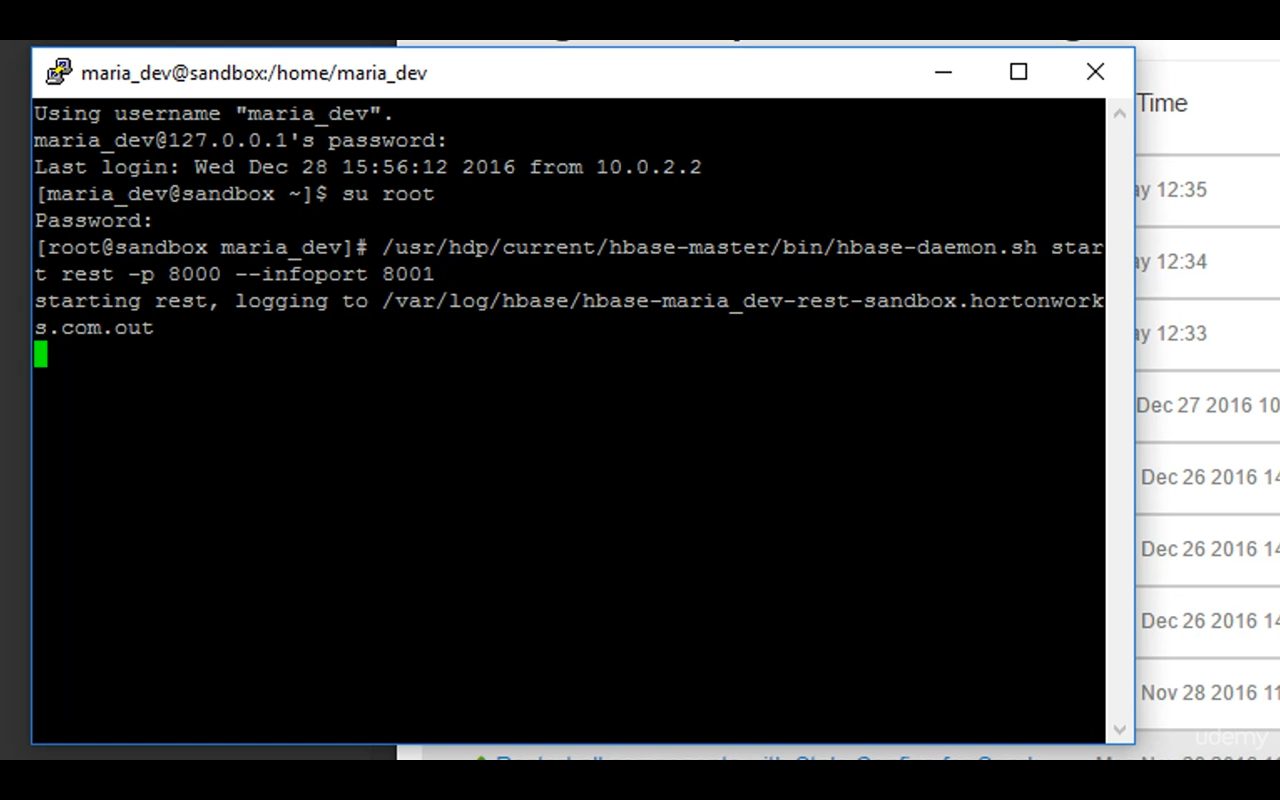 maria_dev@sandbox:/home/maria_dev
Using username "maria_dev".
maria_dev@127.0.0.1's password:
Last login: Wed Dec 28 15:56:12 2016 from 10.0.2.2
[maria_dev@sandbox ~]$ su root
Password:
[root@sandbox maria_dev]# /usr/hdp/current/hbase-master/bin/hbase-daemon.sh star
t rest -p 8000 --infoport 8001
starting rest, logging to /var/log/hbase/hbase-maria_dev-rest-sandbox.hortonwork
s.com.out
Time
ay 12:35
ay 12:34
ay 12:33
Dec 27 2016 10
Dec 26 2016 14
Dec 26 2016 14
Dec 26 2016 14
Nov 28 2016 11
udemy